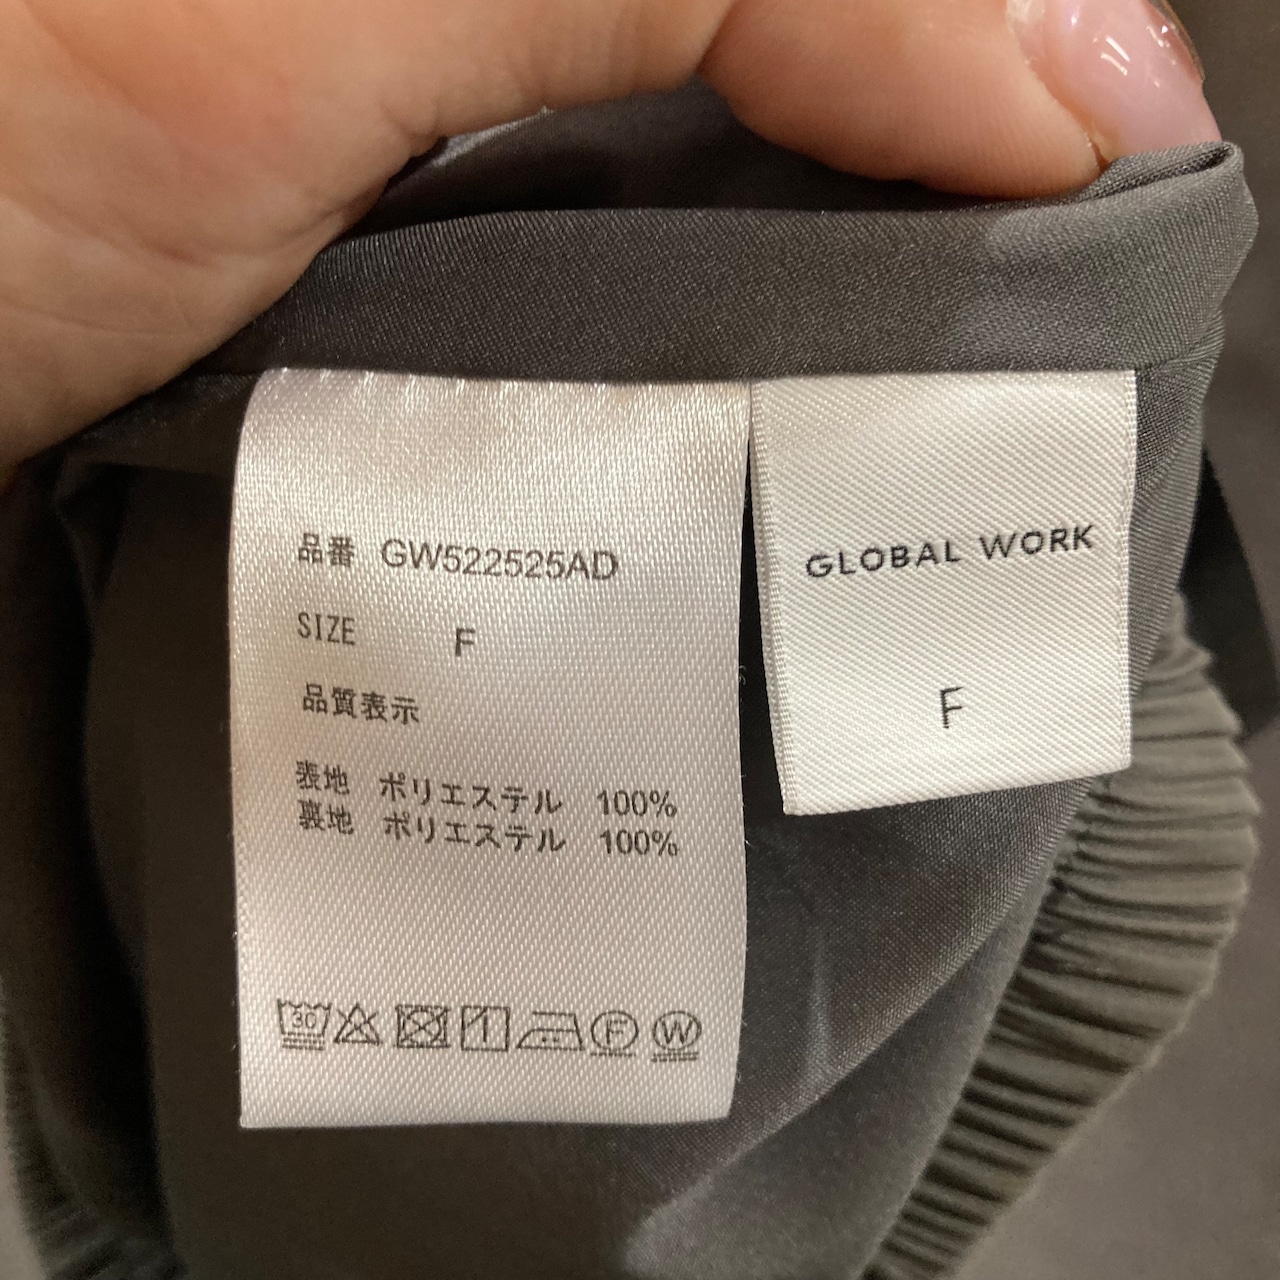 品番 GW522525AD
SIZE F
品質表示
表地 ポリエステル 100%
裏地 ポリエステル 100%
30 F W
GLOBAL WORK
F